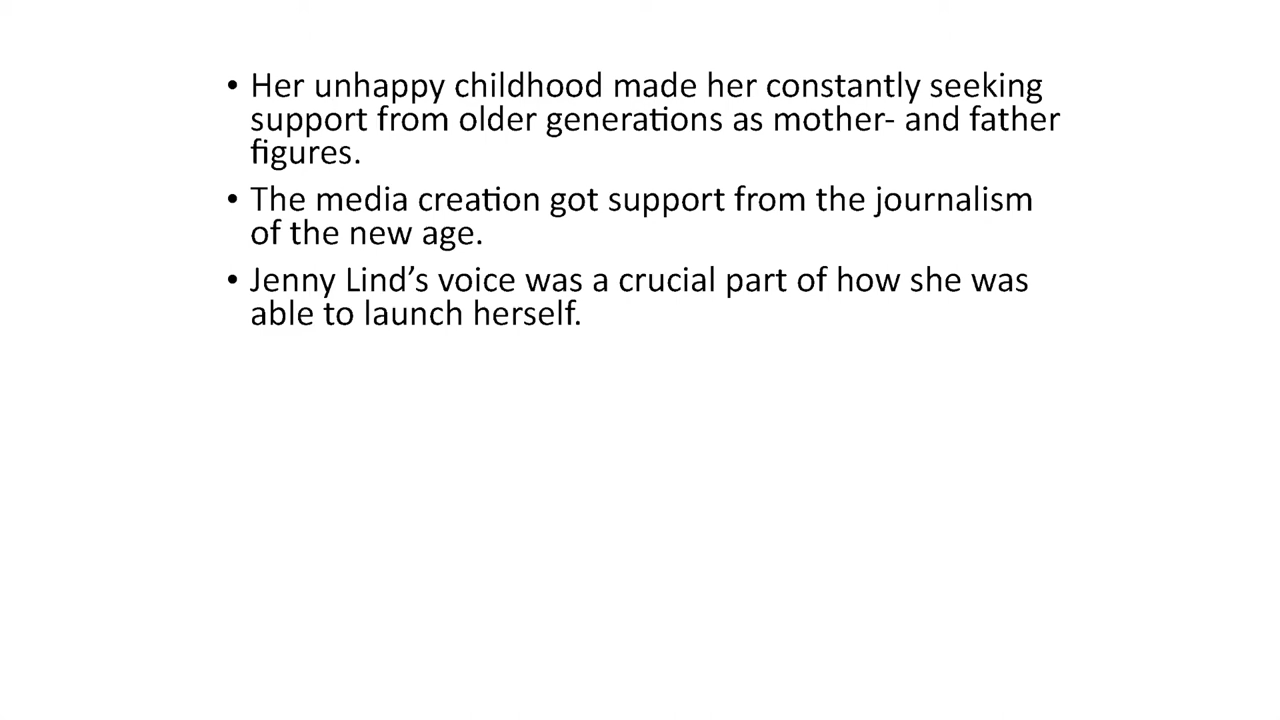 • Her unhappy childhood made her constantly seeking
support from older generations as mother- and father
figures.
• The media creation got support from the journalism
of the new age.
• Jenny Lind’s voice was a crucial part of how she was
able to launch herself.